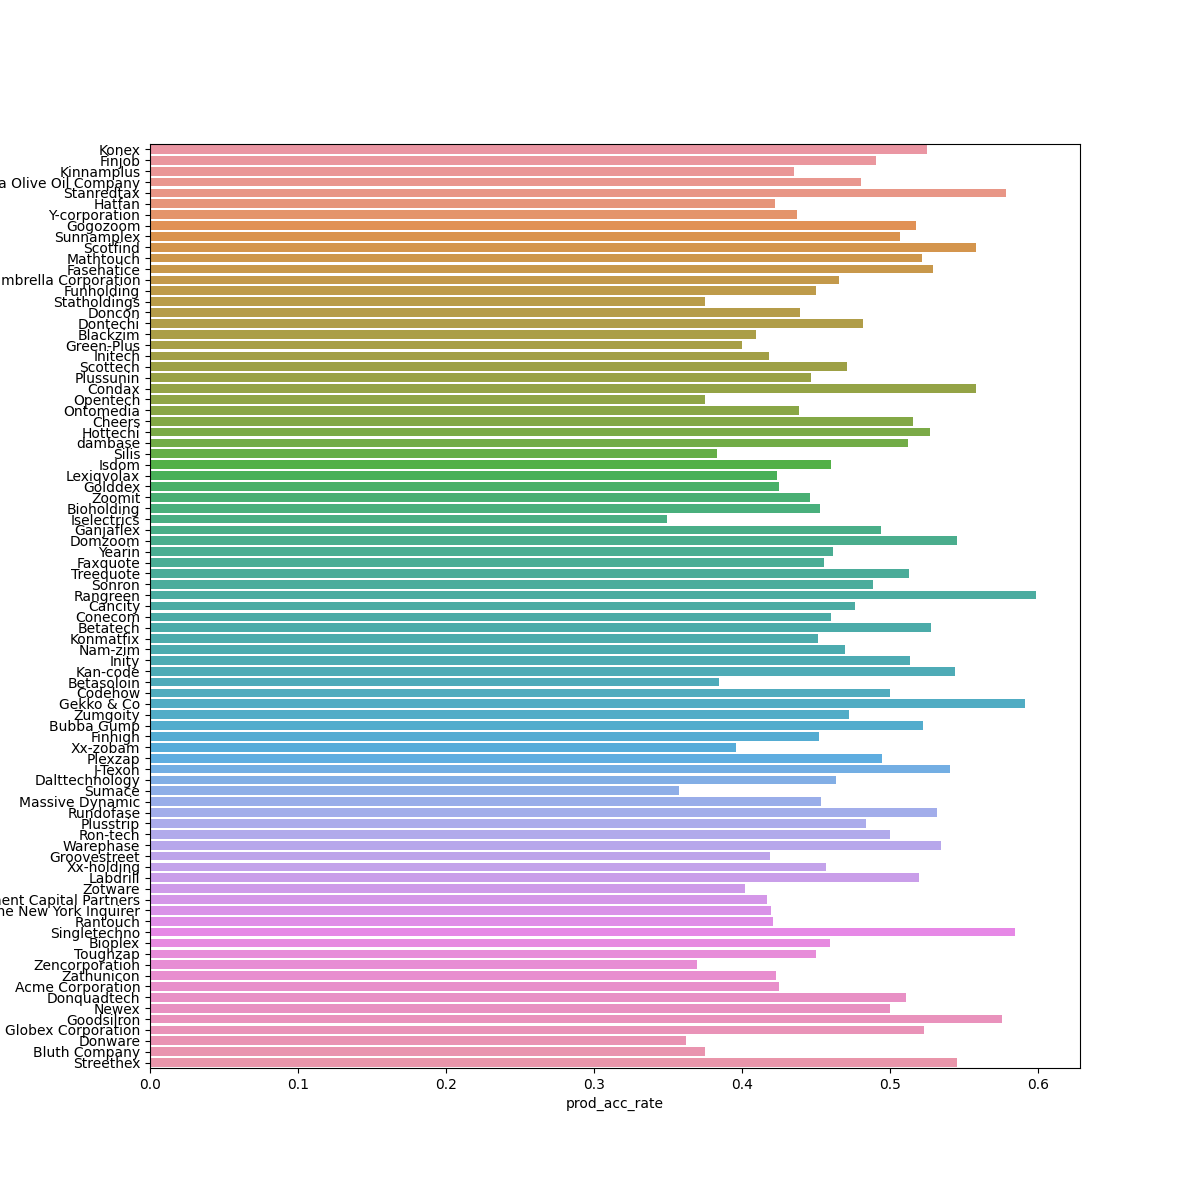 Konex
Finjob
Kinnamplus
a Olive Oil Company
Stanredtax
Hatfan
Y-corporation
Gogozoom
Sunnamplex
Scotfind
Mathtouch
Fasehatice
mbrella Corporation
Funholding
Statholdings
Doncon
Dontechi
Blackzim
Green-Plus
Initech
Scottech
Plussunin
Condax
Opentech
Ontomedia
Cheers
Hottechi
dambase
Silis
Isdom
Lexiqvolax
Golddex
Zoomit
Bioholding
Iselectrics
Ganjaflex
Domzoom
Yearin
Faxquote
Treequote
Sonron
Rangreen
Cancity
Conecom
Betatech
Konmatfix
Nam-zim
Inity
Kan-code
Betasoloin
Codehow
Gekko & Co
Zumgoity
Bubba Gump
Finhigh
Xx-zobam
Plexzap
J-Texon
Dalttechnology
Sumace
Massive Dynamic
Rundofase
Plusstrip
Ron-tech
Warephase
Groovestreet
Xx-holding
Labdrill
Zotware
ent Capital Partners
he New York Inquirer
Rantouch
Singletechno
Bioplex
Toughzap
Zencorporation
Zathunicon
Acme Corporation
Donquadtech
Newex
Goodsilron
Globex Corporation
Donware
Bluth Company
Streethex
0.0 0.1 0.2 0.3 0.4 0.5 0.6
prod_acc_rate